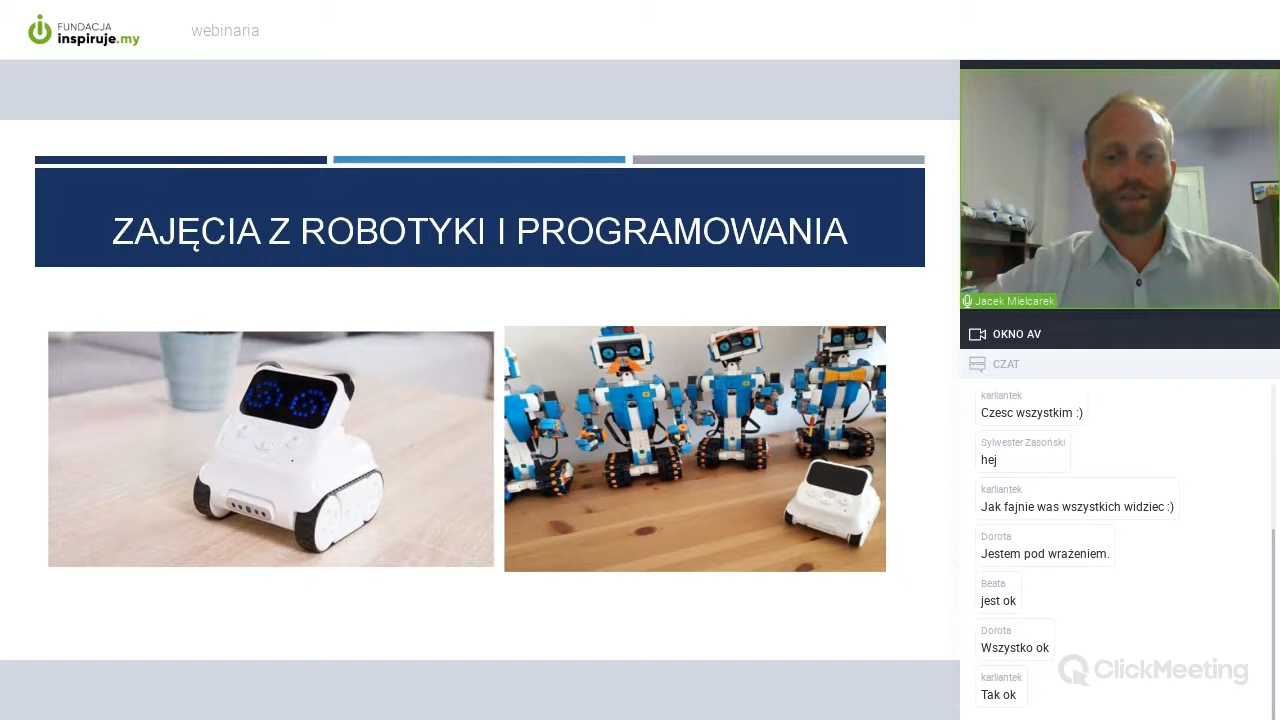 FUNDACJA
inspiruje.my
webinaria
ZAJĘCIA Z ROBOTYKI I PROGRAMOWANIA
Jacek Mielcarek
OKNO AV
CZAT
karliantek
Czesc wszystkim :)
Sylwester Zasoński
hej
karliantek
Jak fajnie was wszystkich widziec :)
Dorota
Jestem pod wrażeniem.
Beata
jest ok
Dorota
Wszystko ok
ClickMeeting
karliantek
Tak ok